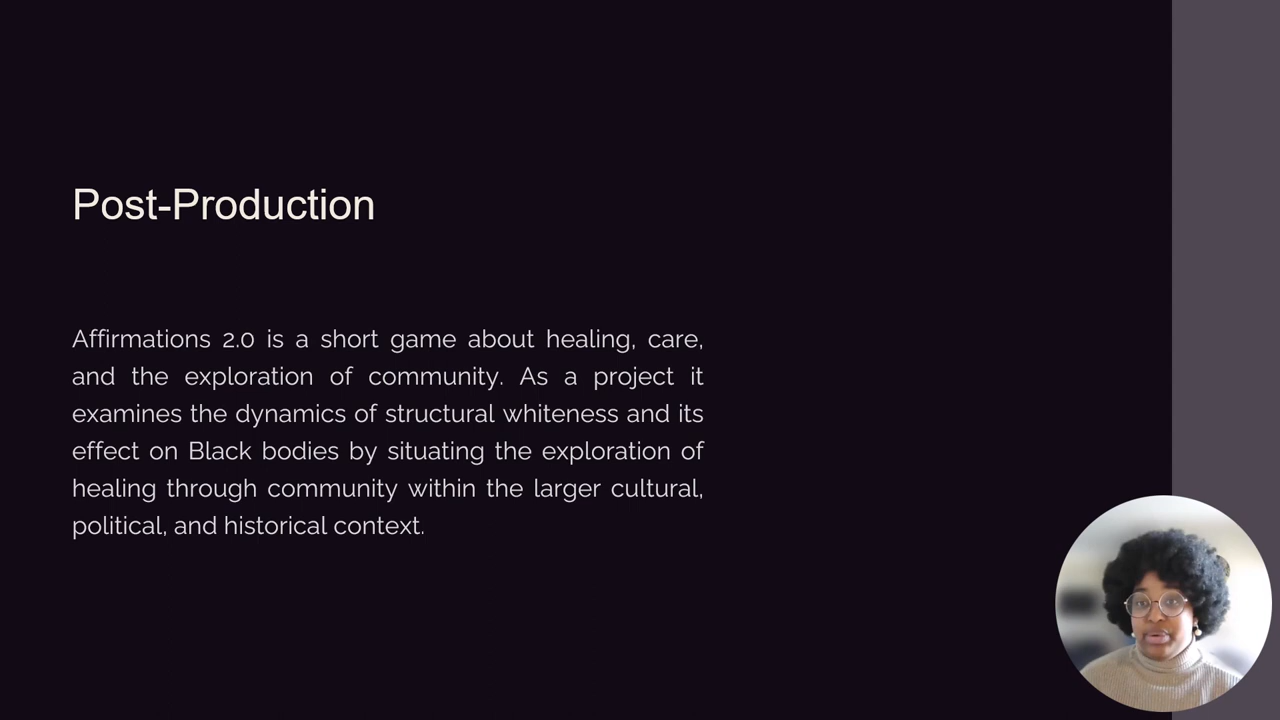 Post-Production
Affirmations 2.0 is a short game about healing, care,
and the exploration of community. As a project it
examines the dynamics of structural whiteness and its
effect on Black bodies by situating the exploration of
healing through community within the larger cultural,
political, and historical context.